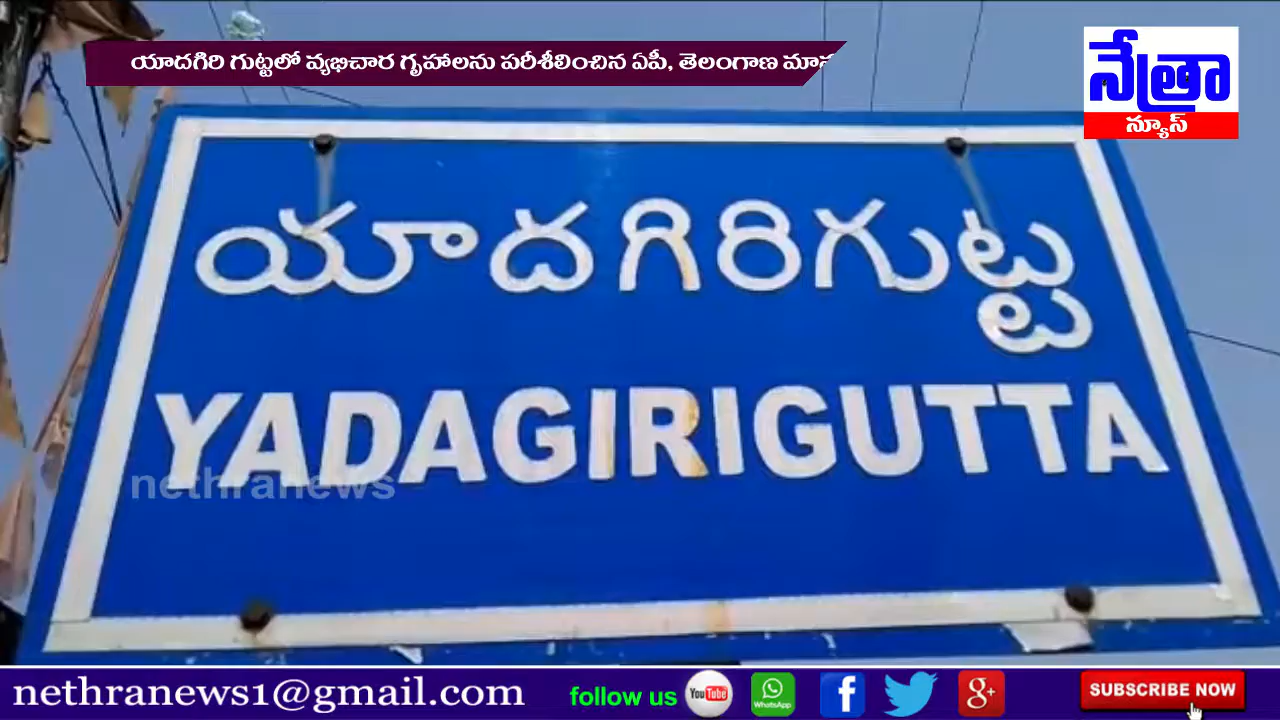 యాదగిరి గుట్టలో వ్యభిచార గృహాలను పరిశీలించిన ఏపీ, తెలంగాణ
నేత్రా
న్యూస్
యాదగిరిగుట్ట
YADAGIRIGUTTA
nethranews
nethranews1@gmail.com follow us YouTube WhatsApp SUBSCRIBE NOW